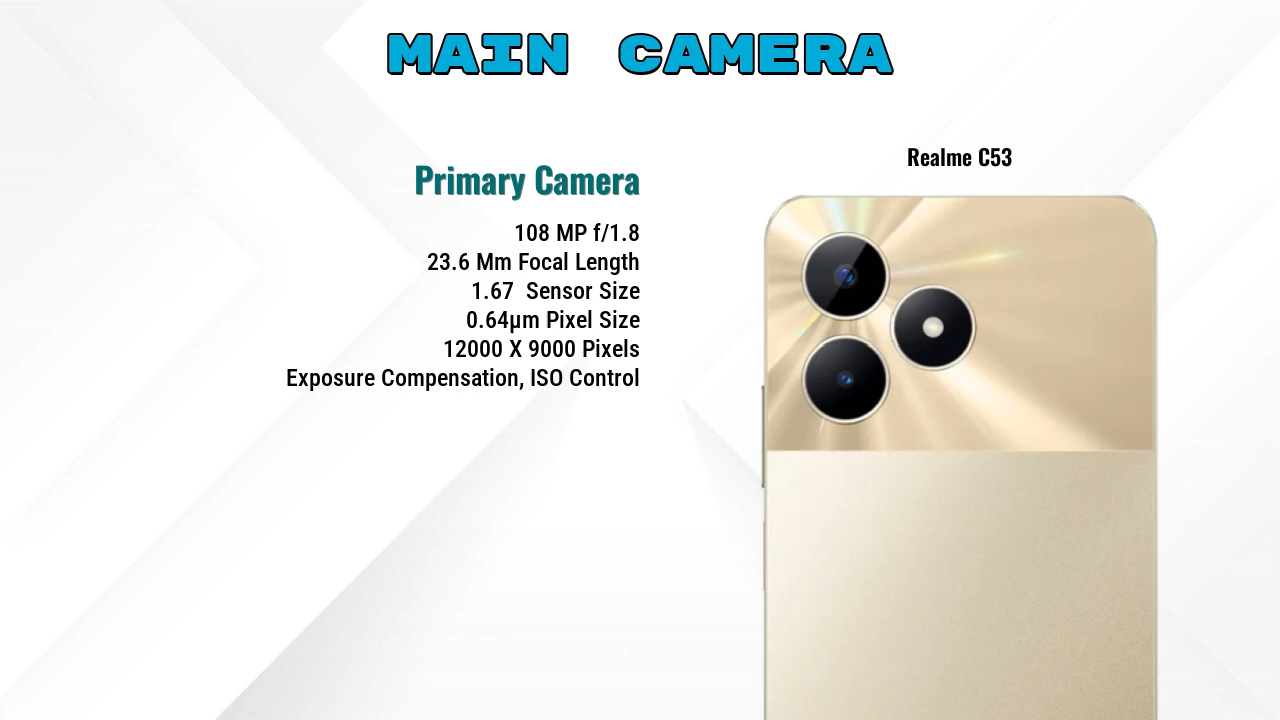 MAIN CAMERA
Realme C53
Primary Camera
108 MP f/1.8
23.6 Mm Focal Length
1.67  Sensor Size
0.64µm Pixel Size
12000 X 9000 Pixels
Exposure Compensation, ISO Control